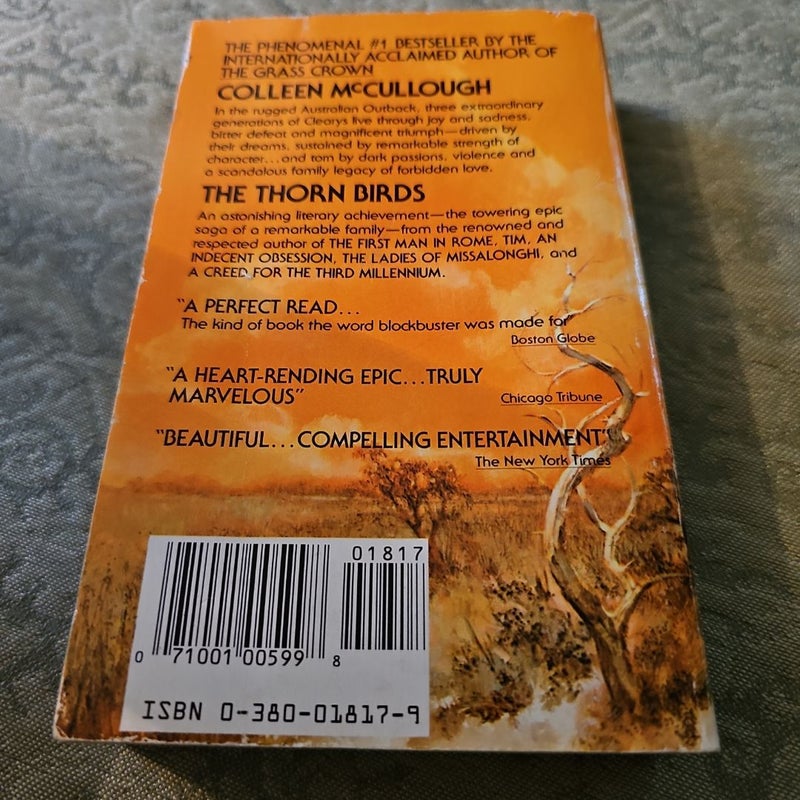 THE PHENOMENAL #1 BESTSELLER BY THE
INTERNATIONALLY ACCLAIMED AUTHOR OF
THE GRASS CROWN
COLLEEN McCULLOUGH
In the rugged Australian Outback, three extraordinary
generations of Clearys live through joy and sadness,
bitter defeat and magnificent triumph—driven by
their dreams, sustained by remarkable strength of
character...and torn by dark passions, violence and
a scandalous family legacy of forbidden love.
THE THORN BIRDS
An astonishing literary achievement—the towering epic
saga of a remarkable family—from the renowned and
respected author of THE FIRST MAN IN ROME, TIM, AN
INDECENT OBSESSION, THE LADIES OF MISSALONGHI, and
A CREED FOR THE THIRD MILLENNIUM.
"A PERFECT READ...
The kind of book the word blockbuster was made for"
Boston Globe
"A HEART-RENDING EPIC...TRULY
MARVELOUS"
Chicago Tribune
"BEAUTIFUL...COMPELLING ENTERTAINMENT"
The New York Times
01817
0 71001 00599 8
ISBN 0-380-01817-9